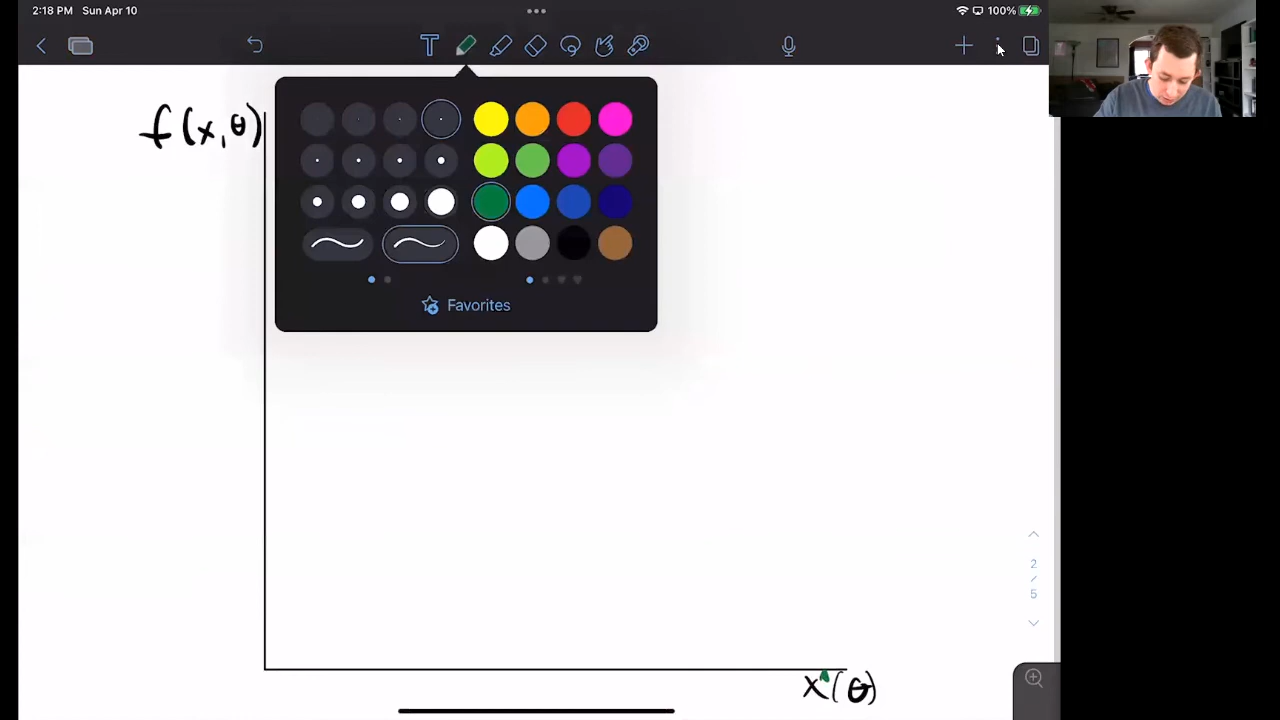 2:18 PM Sun Apr 10
100%
T
f(x,θ)
Favorites
2
/
5
x*(θ)